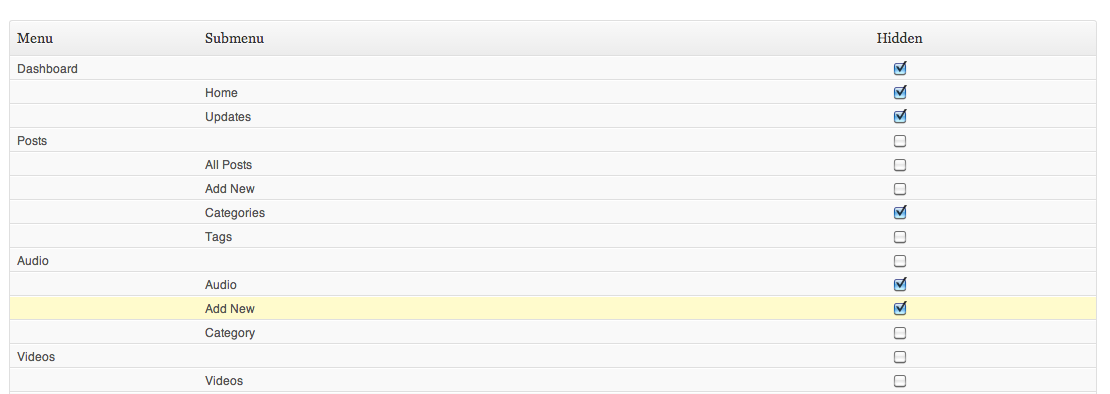 Menu Submenu Hidden
Dashboard
Home
Updates
Posts
All Posts
Add New
Categories
Tags
Audio
Audio
Add New
Category
Videos
Videos